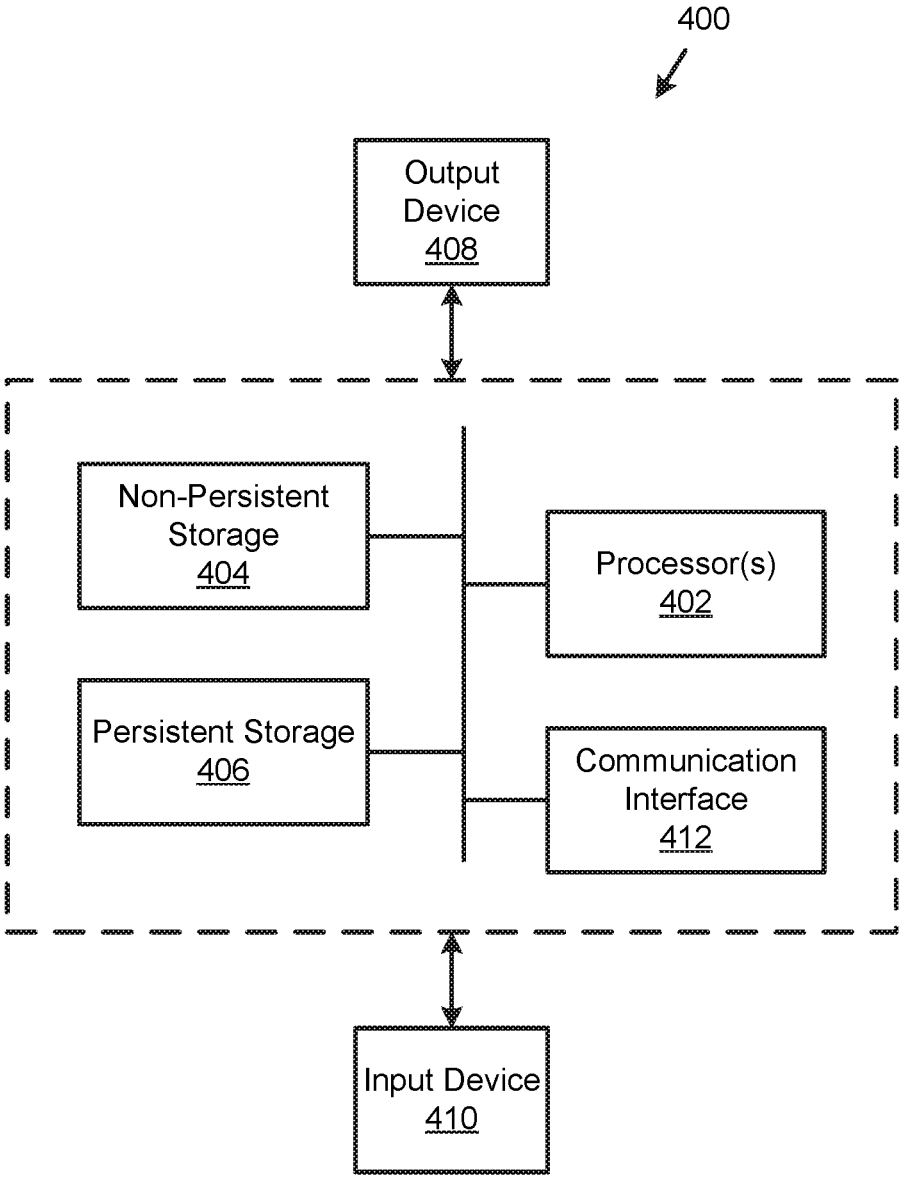 400
Output
Device
408
Non-Persistent
Storage
404
Processor(s)
402
Persistent Storage
406
Communication
Interface
412
Input Device
410